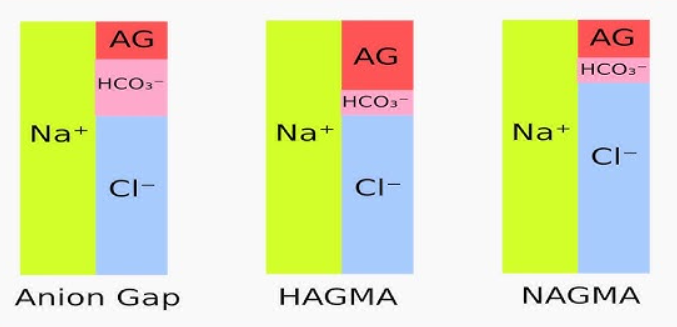 AG
HCO₃⁻
Na⁺
Cl⁻
Anion Gap
AG
HCO₃⁻
Na⁺
Cl⁻
HAGMA
AG
HCO₃⁻
Na⁺
Cl⁻
NAGMA